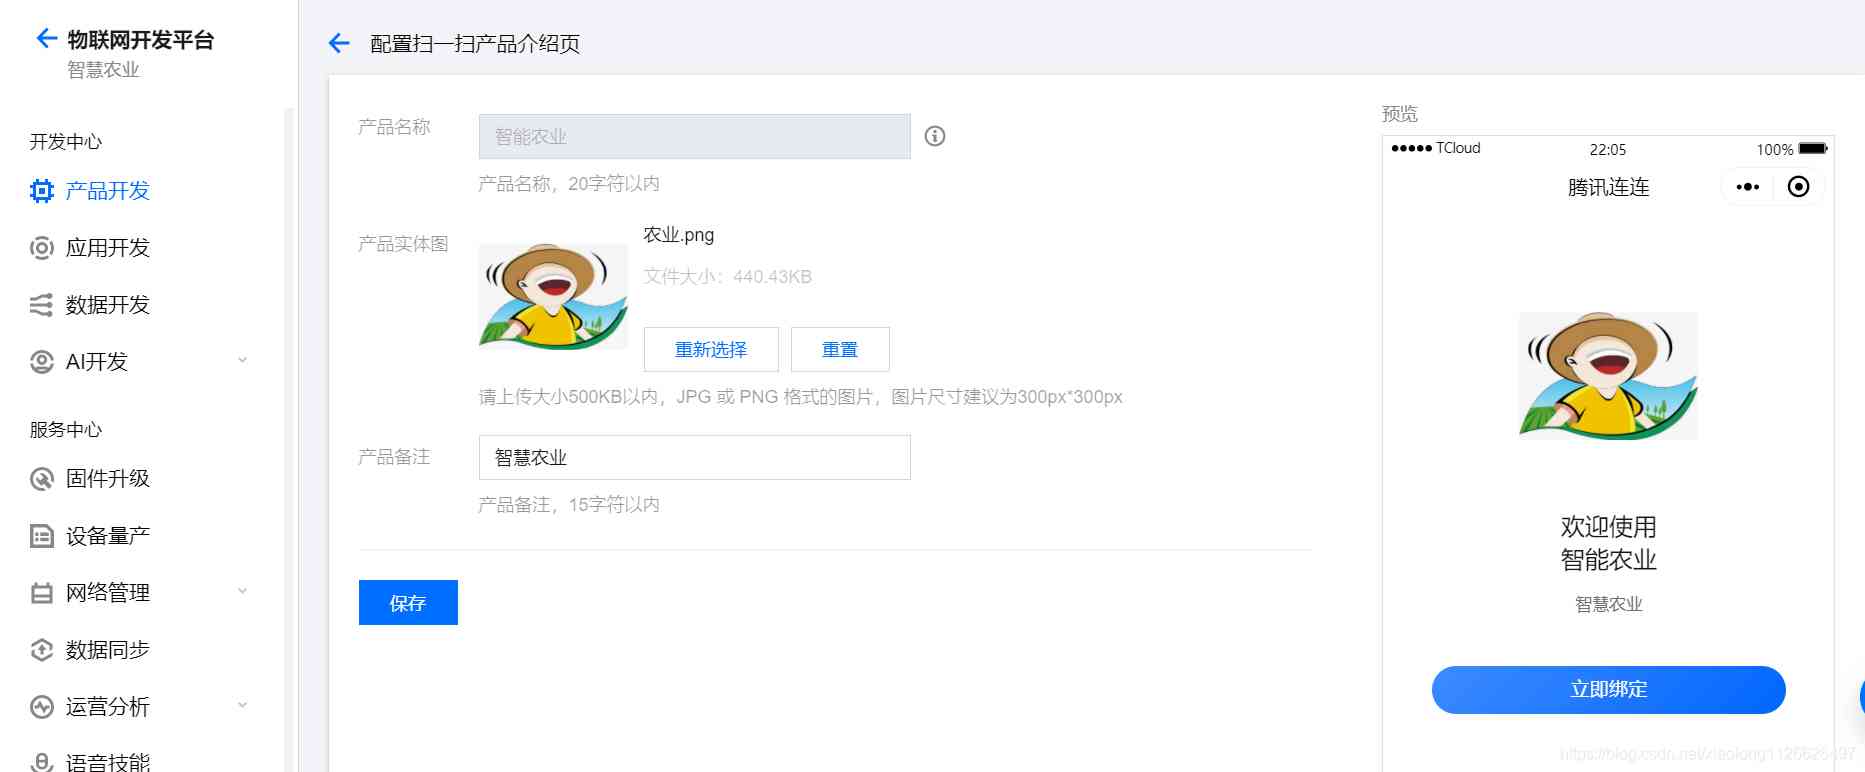 物联网开发平台
智慧农业
开发中心
产品开发
应用开发
数据开发
AI开发
服务中心
固件升级
设备量产
网络管理
数据同步
运营分析
语音技能
配置扫一扫产品介绍页
产品名称
智能农业
产品名称，20字符以内
产品实体图
农业.png
文件大小：440.43KB
重新选择
重置
请上传大小500KB以内，JPG 或 PNG 格式的图片，图片尺寸建议为300px*300px
产品备注
智慧农业
产品备注，15字符以内
保存
预览
TCloud 22:05 100%
腾讯连连
欢迎使用
智能农业
智慧农业
立即绑定